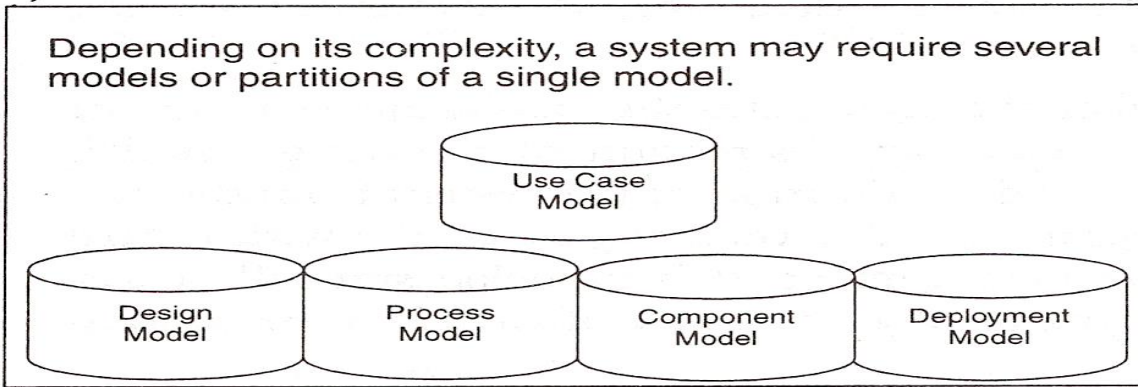 Depending on its complexity, a system may require several
models or partitions of a single model.
Use Case
Model
Design
Model
Process
Model
Component
Model
Deployment
Model